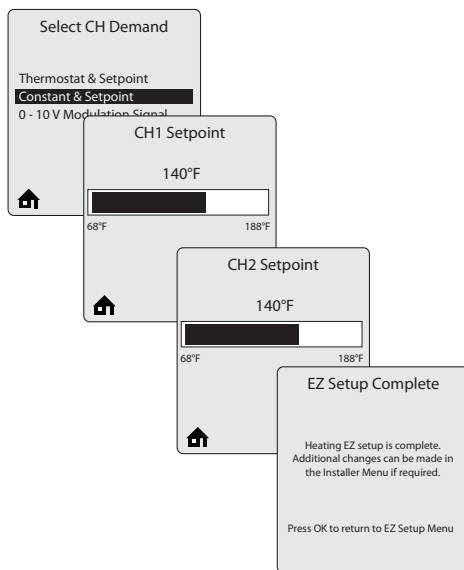 Select CH Demand
Thermostat & Setpoint
Constant & Setpoint
0 - 10 V Modulation Signal
CH1 Setpoint
140°F
68°F 188°F
CH2 Setpoint
140°F
68°F 188°F
EZ Setup Complete
Heating EZ setup is complete.
Additional changes can be made in
the Installer Menu if required.
Press OK to return to EZ Setup Menu